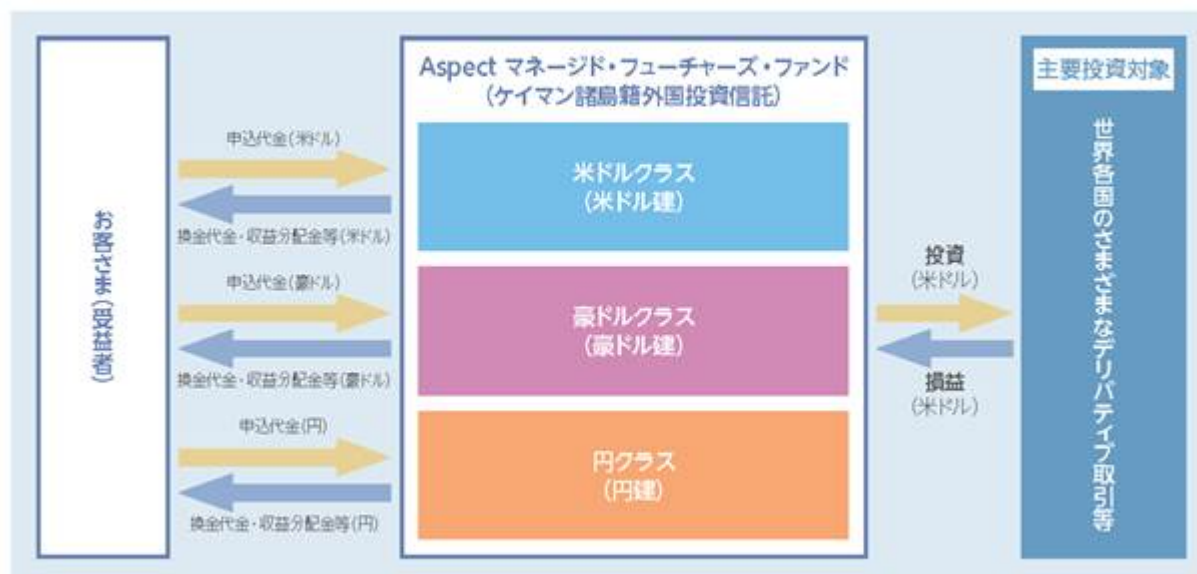 お客さま(受益者)
申込代金(米ドル)
換金代金・収益分配金等(米ドル)
申込代金(豪ドル)
換金代金・収益分配金等(豪ドル)
申込代金(円)
換金代金・収益分配金等(円)
Aspect マネージド・フューチャーズ・ファンド
(ケイマン諸島籍外国投資信託)
米ドルクラス
(米ドル建)
豪ドルクラス
(豪ドル建)
円クラス
(円建)
投資
(米ドル)
損益
(米ドル)
主要投資対象
世界各国のさまざまなデリバティブ取引等